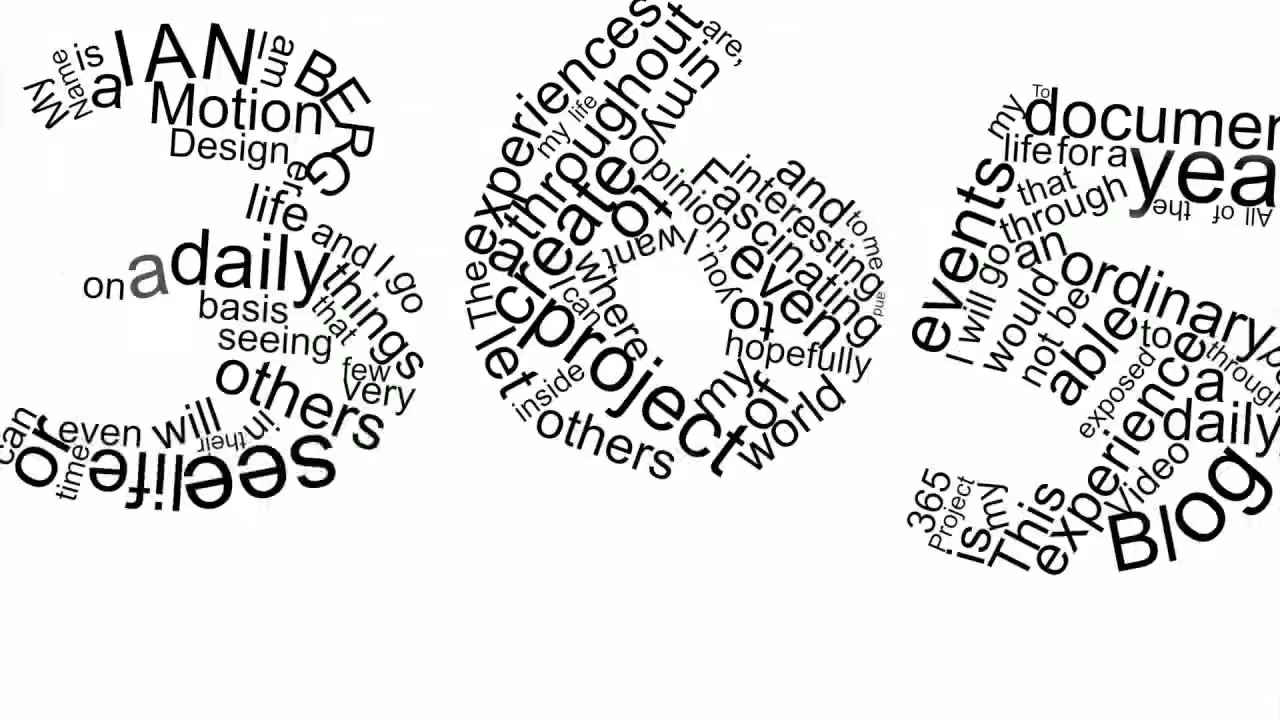 My Name is IAN BERG
I am a Motion Designer
and I go
on a daily
life
basis
seeing
things
that
few
very
others
even will
in their
can
or
time
see
life
The experiences
my life
throughout
are,
in my
Opinion,
a
create
to
I want
Fascinating
interesting
and
to me
and
you,
even
to
hopefully
where
I can
project
let
inside
others
my
of
world
To
document
my
life for a
year
All of the
events
that
through
I will go
an
ordinary
would
not be
able
to
exposed
through
experience
a
daily
Video
Blog
365
Project
is
my
This